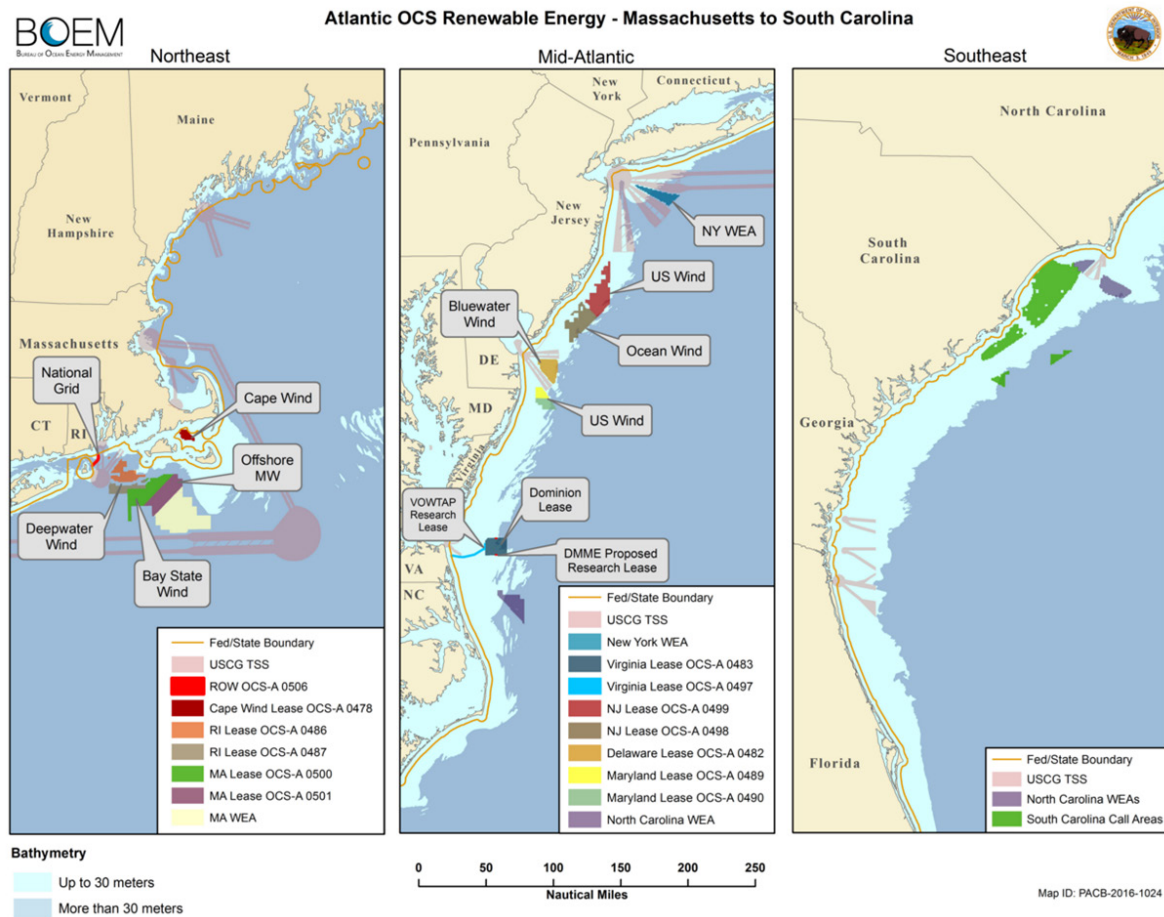 Atlantic OCS Renewable Energy - Massachusetts to South Carolina
BOEM
BUREAU OF OCEAN ENERGY MANAGEMENT
Northeast
Vermont
Maine
New
Hampshire
Massachusetts
National
Grid
CT
RI
Cape Wind
Offshore
MW
Deepwater
Wind
Bay State
Wind
Fed/State Boundary
USCG TSS
ROW OCS-A 0506
Cape Wind Lease OCS-A 0478
RI Lease OCS-A 0486
RI Lease OCS-A 0487
MA Lease OCS-A 0500
MA Lease OCS-A 0501
MA WEA
Mid-Atlantic
New
York
Connecticut
Pennsylvania
New
Jersey
NY WEA
US Wind
Bluewater
Wind
Ocean Wind
DE
MD
US Wind
Virginia
VOWTAP
Research
Lease
Dominion
Lease
DMME Proposed
Research Lease
VA
NC
Fed/State Boundary
USCG TSS
New York WEA
Virginia Lease OCS-A 0483
Virginia Lease OCS-A 0497
NJ Lease OCS-A 0499
NJ Lease OCS-A 0498
Delaware Lease OCS-A 0482
Maryland Lease OCS-A 0489
Maryland Lease OCS-A 0490
North Carolina WEA
Southeast
North Carolina
South
Carolina
Georgia
Florida
Fed/State Boundary
USCG TSS
North Carolina WEAs
South Carolina Call Areas
Bathymetry
Up to 30 meters
More than 30 meters
0 50 100 150 200 250
Nautical Miles
Map ID: PACB-2016-1024